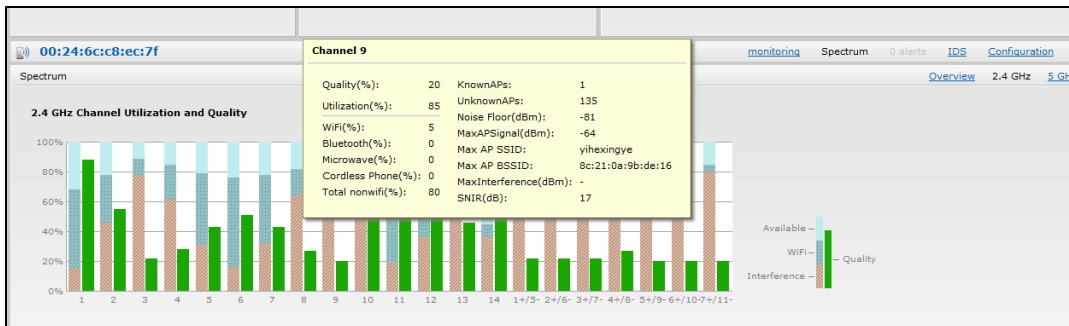 00:24:6c:c8:ec:7f
monitoring Spectrum 0 alerts IDS Configuration
Spectrum
Overview 2.4 GHz
Channel 9
Quality(%): 20
Utilization(%): 85
WiFi(%): 5
Bluetooth(%): 0
Microwave(%): 0
Cordless Phone(%): 0
Total nonwifi(%): 80
KnownAPs: 1
UnknownAPs: 135
Noise Floor(dBm): -81
MaxAPSignal(dBm): -64
Max AP SSID: yihexingye
Max AP BSSID: 8c:21:0a:9b:de:16
MaxInterference(dBm): -
SNIR(dB): 17
2.4 GHz Channel Utilization and Quality
100%
80%
60%
40%
20%
0%
1 2 3 4 5 6 7 8 9 10 11 12 13 14 1+/5- 2+/6- 3+/7- 4+/8- 5+/9- 6+/10- 7+/11-
Available
WiFi
Interference
Quality